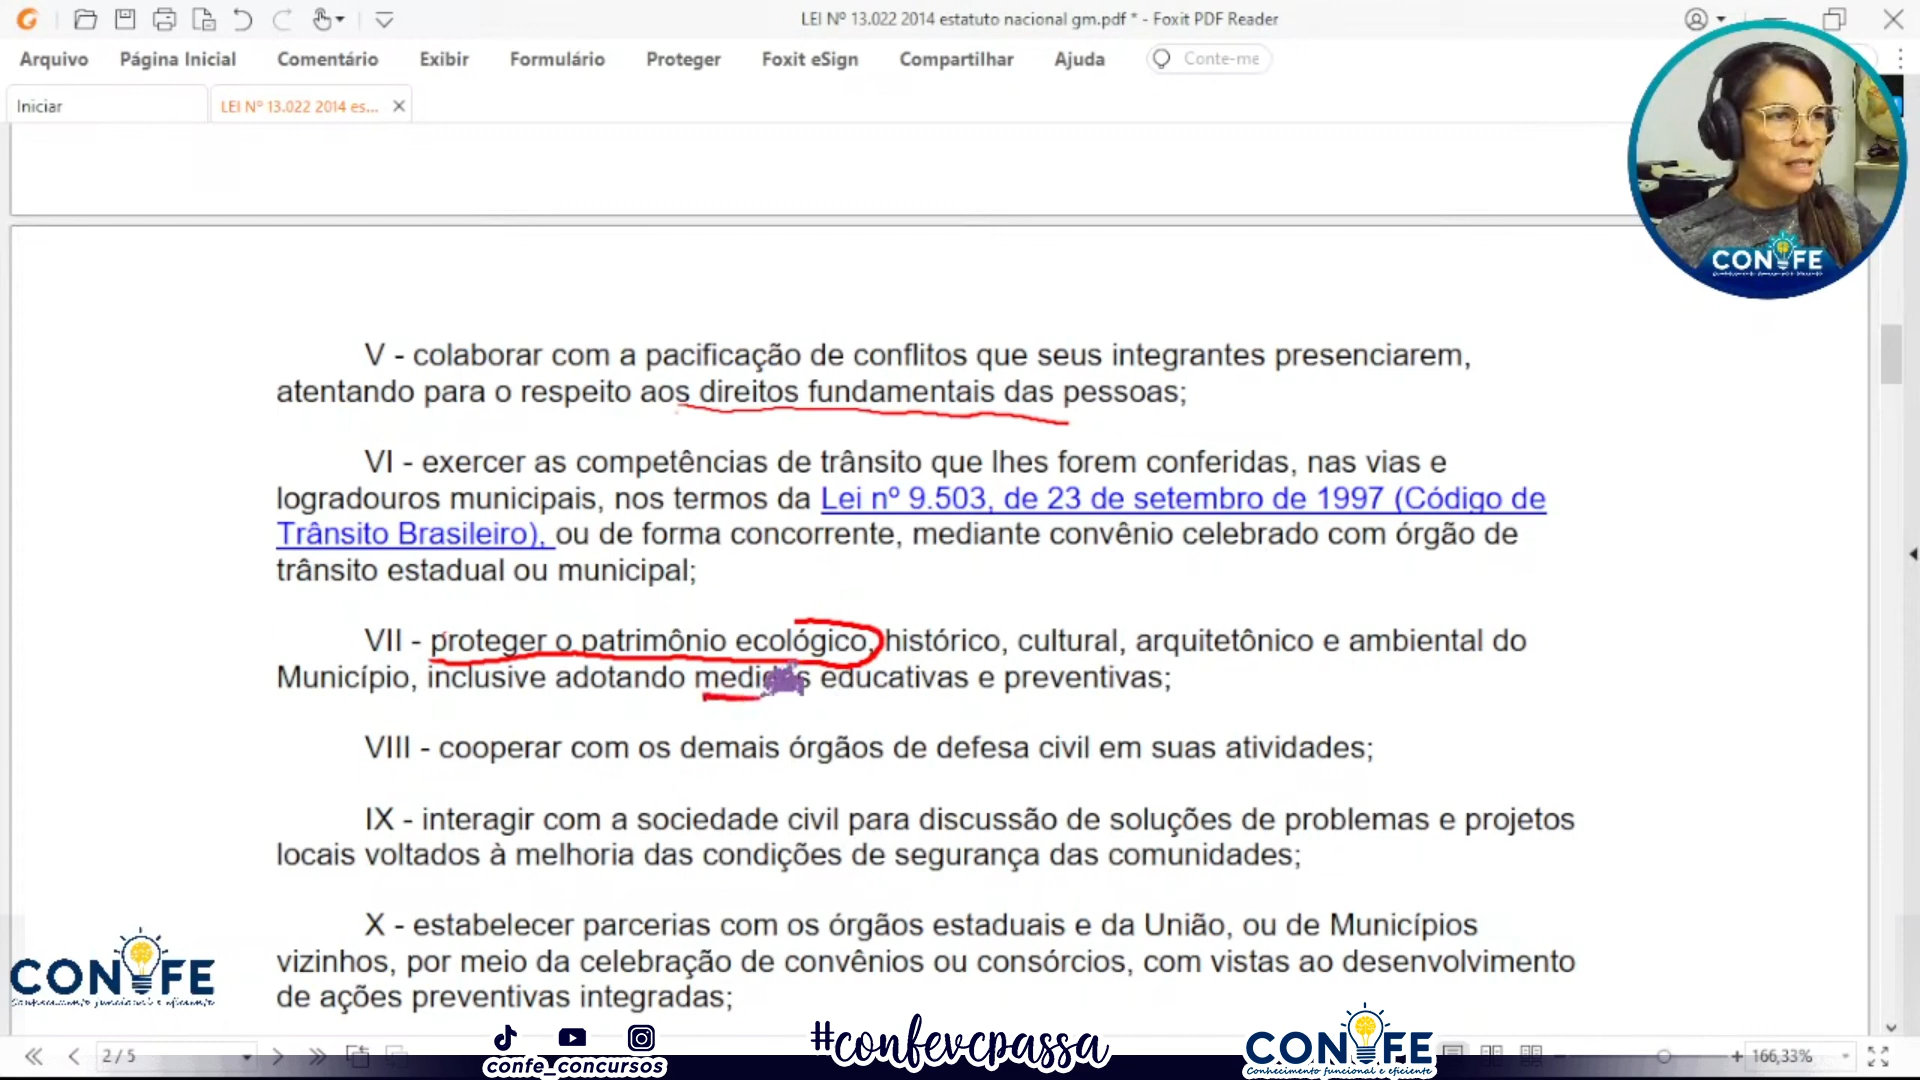 LEI Nº 13.022 2014 estatuto nacional gm.pdf * - Foxit PDF Reader
Arquivo Página Inicial Comentário Exibir Formulário Proteger Foxit eSign Compartilhar Ajuda Conte-me
Iniciar LEI Nº 13.022 2014 es...
CONFE
V - colaborar com a pacificação de conflitos que seus integrantes presenciarem,
atentando para o respeito aos direitos fundamentais das pessoas;
VI - exercer as competências de trânsito que lhes forem conferidas, nas vias e
logradouros municipais, nos termos da Lei nº 9.503, de 23 de setembro de 1997 (Código de
Trânsito Brasileiro), ou de forma concorrente, mediante convênio celebrado com órgão de
trânsito estadual ou municipal;
VII - proteger o patrimônio ecológico, histórico, cultural, arquitetônico e ambiental do
Município, inclusive adotando medidas educativas e preventivas;
VIII - cooperar com os demais órgãos de defesa civil em suas atividades;
IX - interagir com a sociedade civil para discussão de soluções de problemas e projetos
locais voltados à melhoria das condições de segurança das comunidades;
X - estabelecer parcerias com os órgãos estaduais e da União, ou de Municípios
vizinhos, por meio da celebração de convênios ou consórcios, com vistas ao desenvolvimento
de ações preventivas integradas;
CONFE
Conhecimento funcional e eficiente
confe_concursos
#confevcpassa
CONFE
Conhecimento funcional e eficiente
2 / 5
166,33%